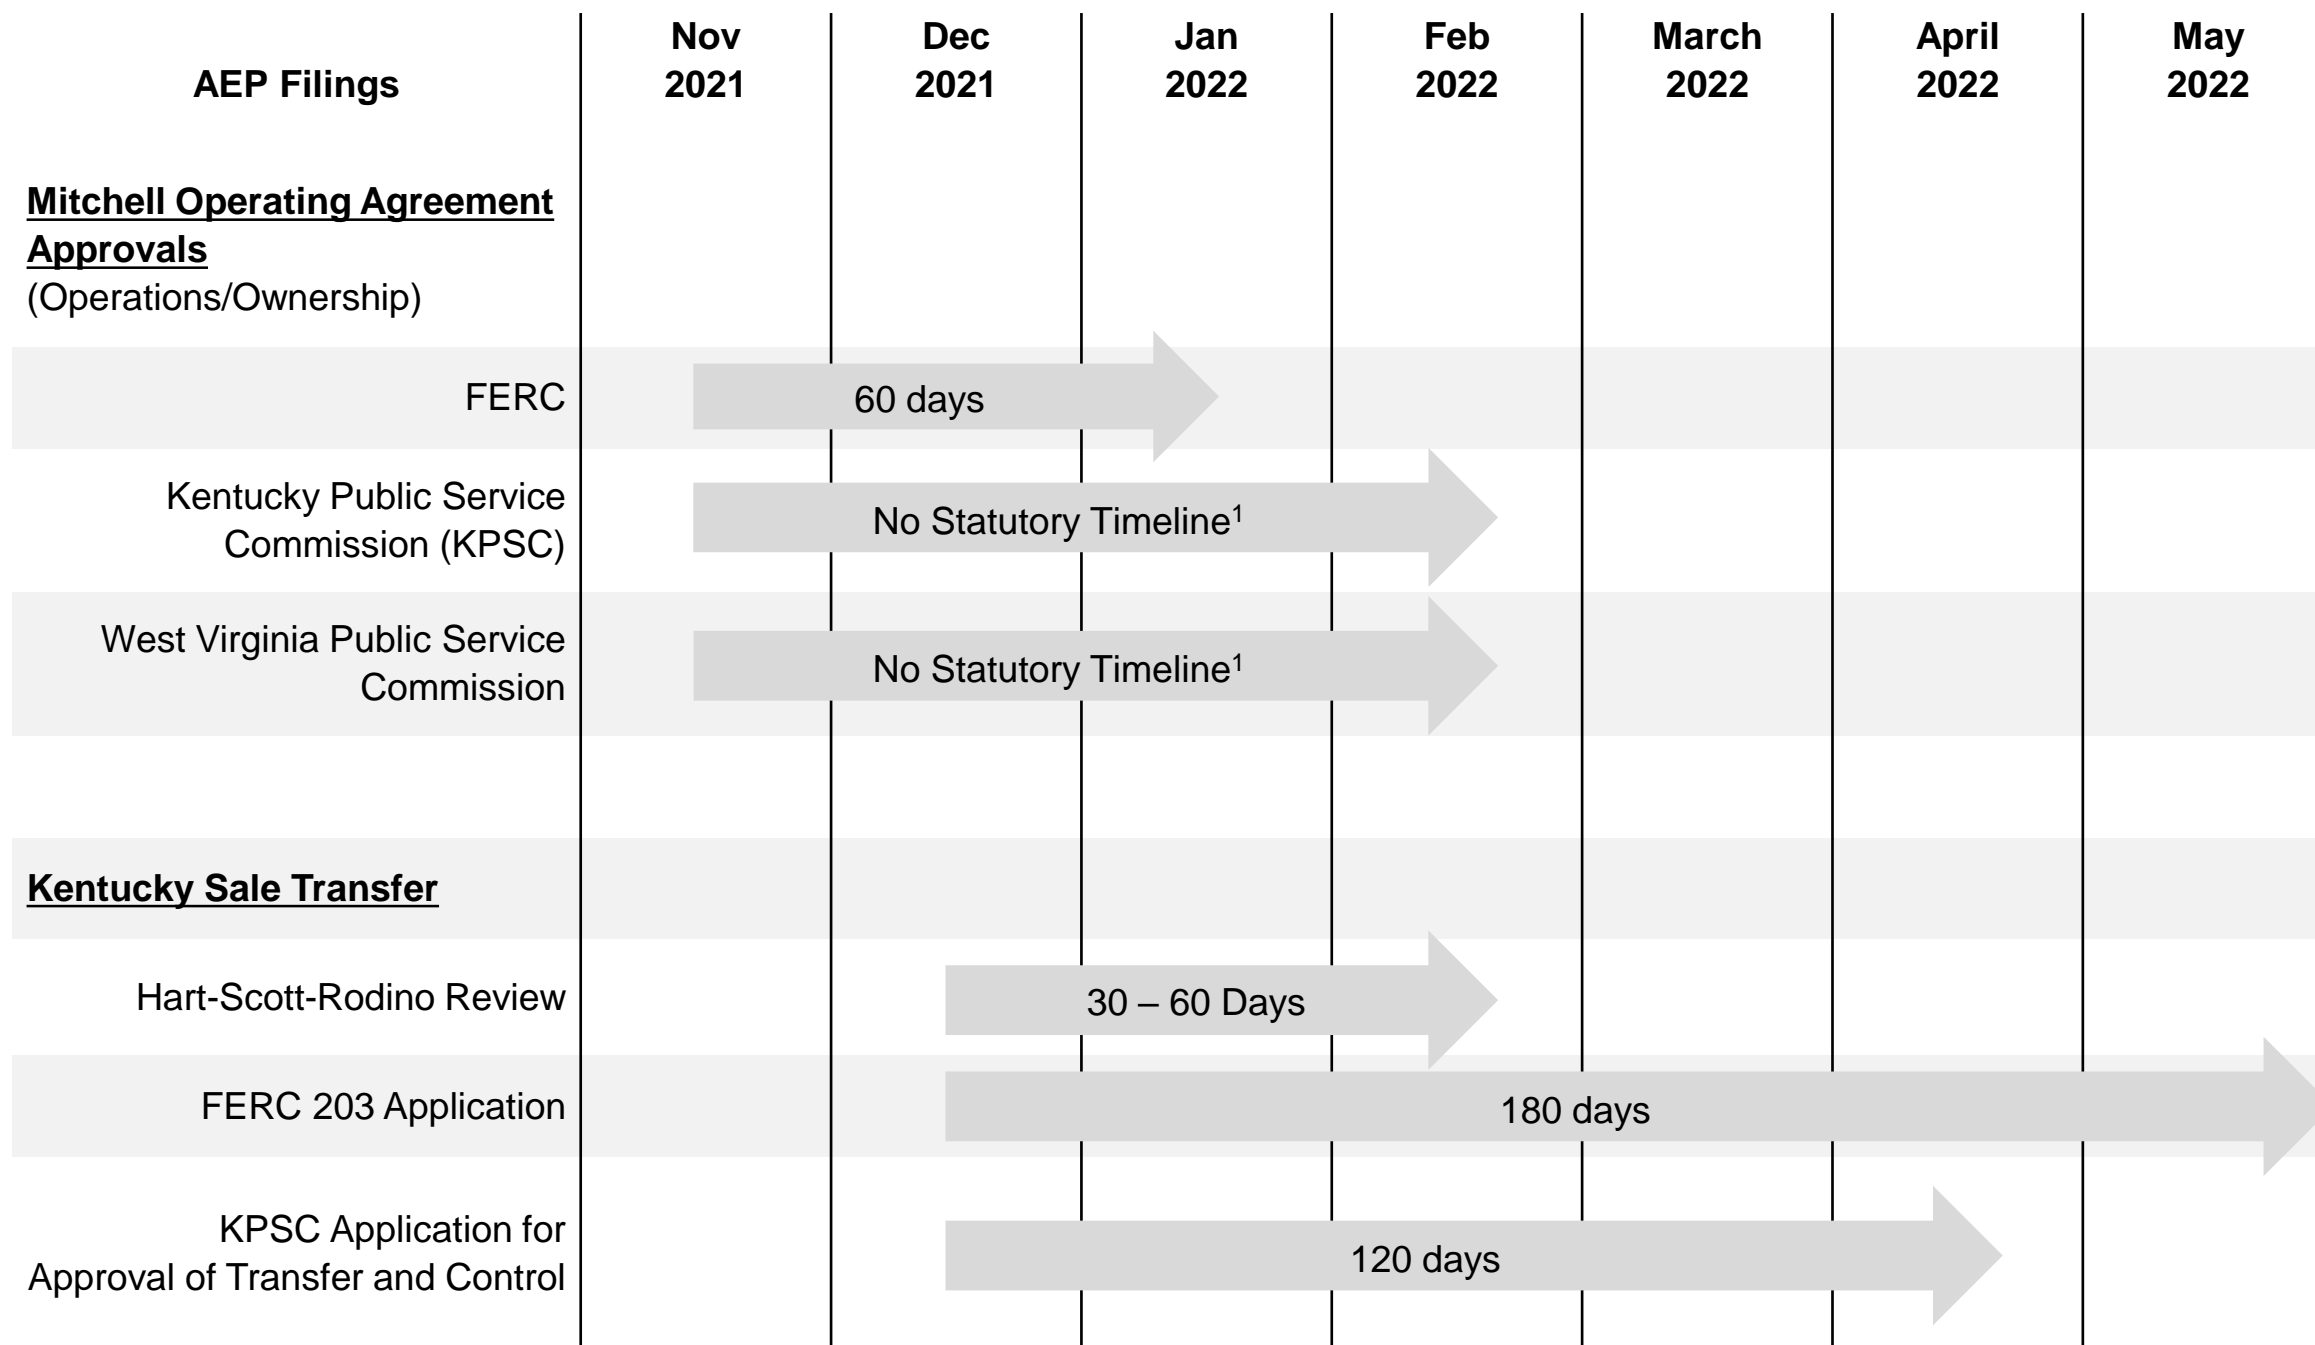 Nov Dec Jan Feb March April May
AEP Filings 2021 2021 2022 2022 2022 2022 2022
Mitchell Operating Agreement
Approvals
(Operations/Ownership)
FERC 60 days
Kentucky Public Service
Commission (KPSC)
No Statutory Timeline¹
West Virginia Public Service
Commission
No Statutory Timeline¹
Kentucky Sale Transfer
Hart-Scott-Rodino Review 30 – 60 Days
FERC 203 Application 180 days
KPSC Application for
Approval of Transfer and Control
120 days